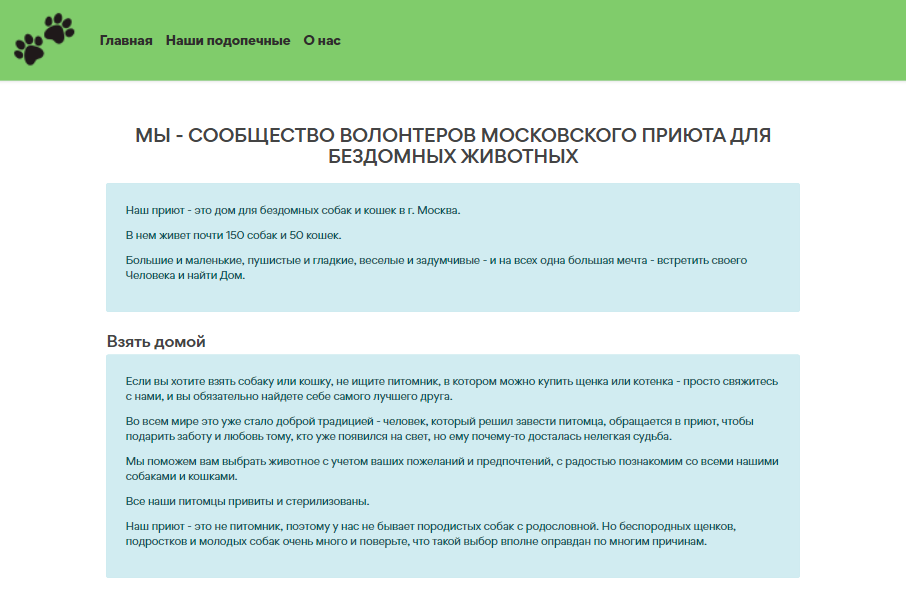 Главная Наши подопечные О нас
МЫ - СООБЩЕСТВО ВОЛОНТЕРОВ МОСКОВСКОГО ПРИЮТА ДЛЯ
БЕЗДОМНЫХ ЖИВОТНЫХ
Наш приют - это дом для бездомных собак и кошек в г. Москва.
В нем живет почти 150 собак и 50 кошек.
Большие и маленькие, пушистые и гладкие, веселые и задумчивые - и на всех одна большая мечта - встретить своего
Человека и найти Дом.
Взять домой
Если вы хотите взять собаку или кошку, не ищите питомник, в котором можно купить щенка или котенка - просто свяжитесь
с нами, и вы обязательно найдете себе самого лучшего друга.
Во всем мире это уже стало доброй традицией - человек, который решил завести питомца, обращается в приют, чтобы
подарить заботу и любовь тому, кто уже появился на свет, но ему почему-то досталась нелегкая судьба.
Мы поможем вам выбрать животное с учетом ваших пожеланий и предпочтений, с радостью познакомим со всеми нашими
собаками и кошками.
Все наши питомцы привиты и стерилизованы.
Наш приют - это не питомник, поэтому у нас не бывает породистых собак с родословной. Но беспородных щенков,
подростков и молодых собак очень много и поверьте, что такой выбор вполне оправдан по многим причинам.